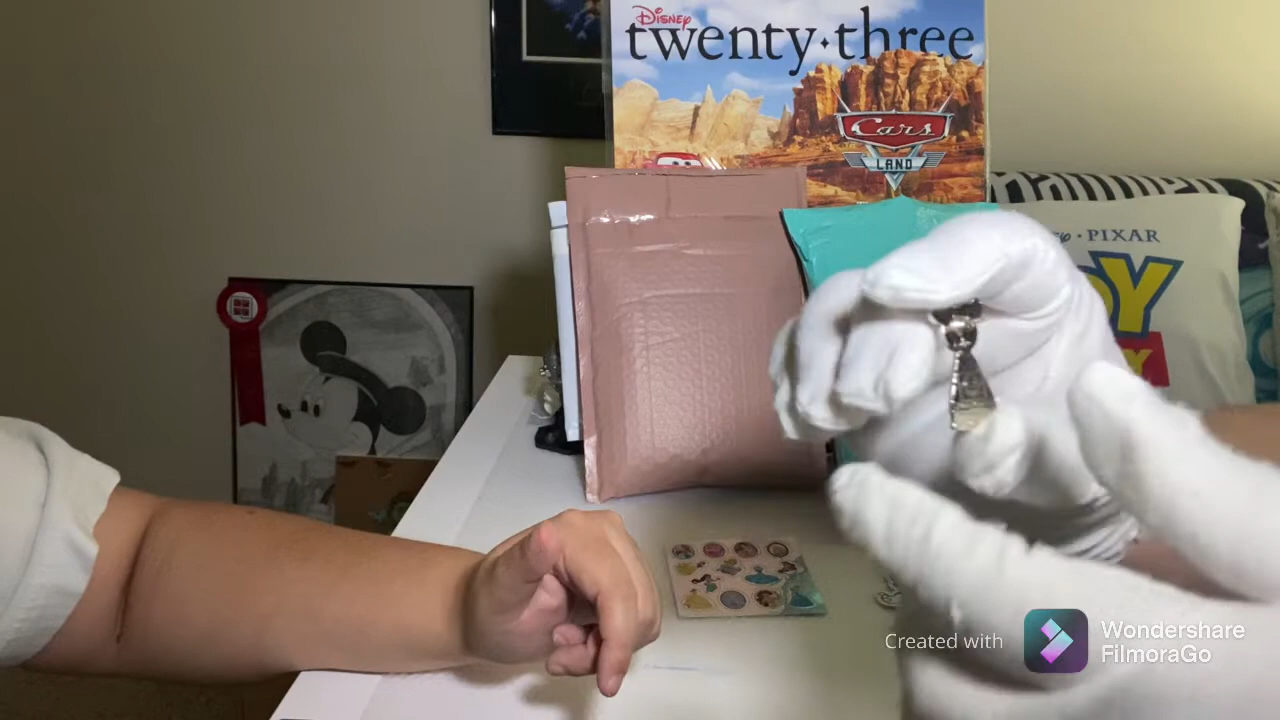 Disney
twenty·three
Cars
LAND
PIXAR
Created with
Wondershare
FilmoraGo